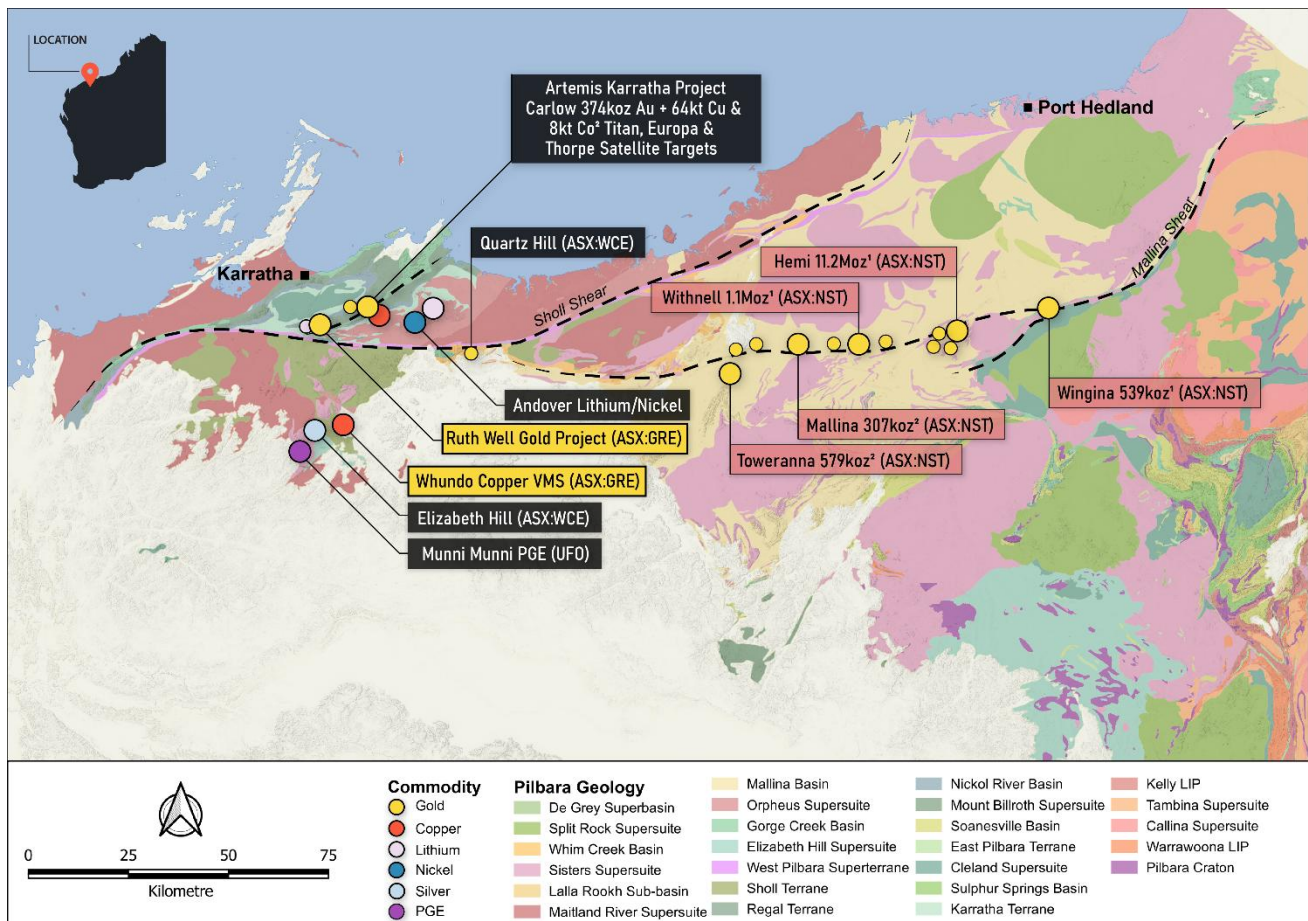 LOCATION
Artemis Karratha Project
Carlow 374koz Au + 64kt Cu &
8kt Co² Titan, Europa &
Thorpe Satellite Targets
Port Hedland
Quartz Hill (ASX:WCE)
Karratha
Sholl Shear
Mallina Shear
Hemi 11.2Moz¹ (ASX:NST)
Withnell 1.1Moz¹ (ASX:NST)
Andover Lithium/Nickel
Ruth Well Gold Project (ASX:GRE)
Whundo Copper VMS (ASX:GRE)
Elizabeth Hill (ASX:WCE)
Munni Munni PGE (UFO)
Wingina 539koz¹ (ASX:NST)
Mallina 307koz² (ASX:NST)
Toweranna 579koz² (ASX:NST)
0 25 50 75
Kilometre
Commodity
Gold
Copper
Lithium
Nickel
Silver
PGE
Pilbara Geology
De Grey Superbasin
Split Rock Supersuite
Whim Creek Basin
Sisters Supersuite
Lalla Rookh Sub-basin
Maitland River Supersuite
Mallina Basin
Orpheus Supersuite
Gorge Creek Basin
Elizabeth Hill Supersuite
West Pilbara Superterrane
Sholl Terrane
Regal Terrane
Nickol River Basin
Mount Billroth Supersuite
Soanesville Basin
East Pilbara Terrane
Cleland Supersuite
Sulphur Springs Basin
Karratha Terrane
Kelly LIP
Tambina Supersuite
Callina Supersuite
Warrawoona LIP
Pilbara Craton